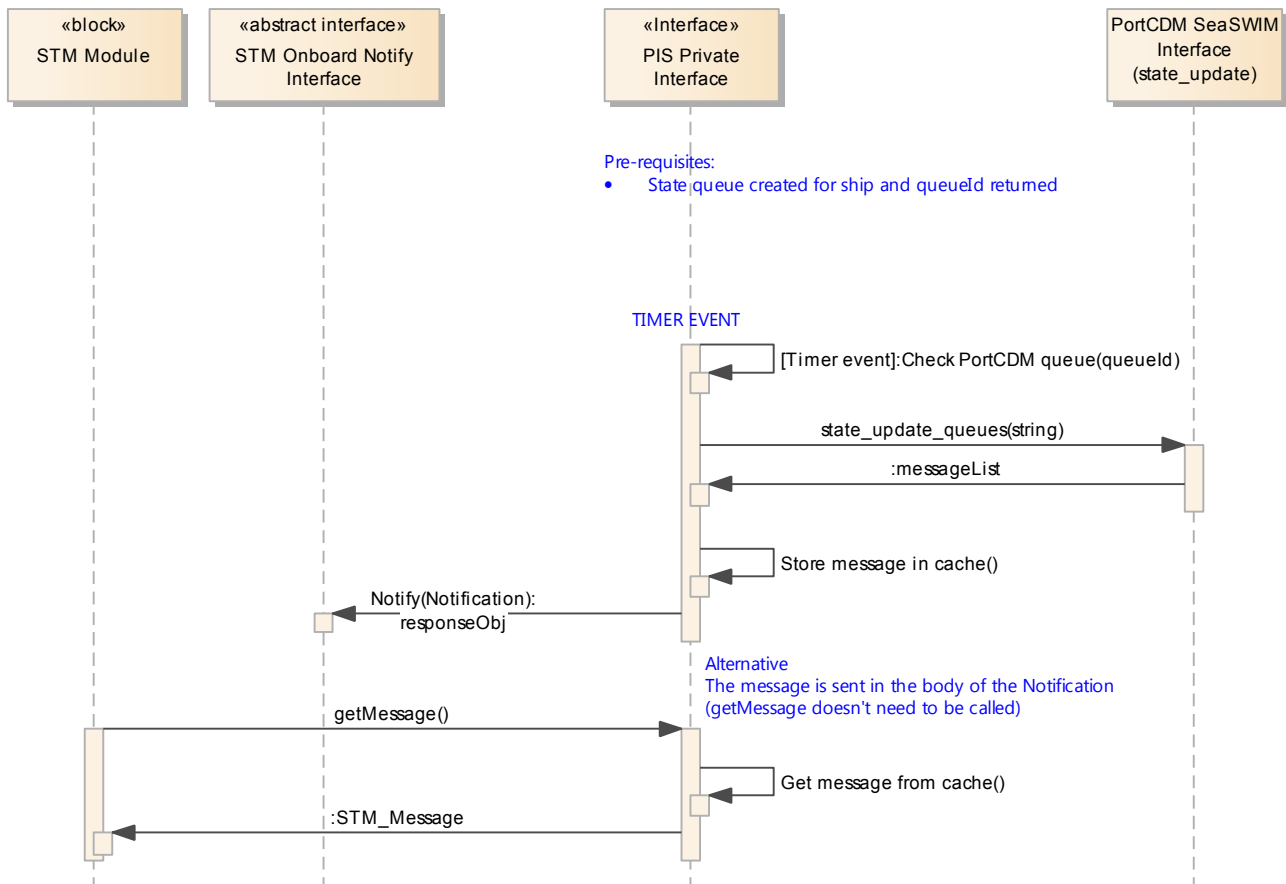 «block»
STM Module
«abstract interface»
STM Onboard Notify
Interface
«Interface»
PIS Private
Interface
PortCDM SeaSWIM
Interface
(state_update)
Pre-requisites:
• State queue created for ship and queueId returned
TIMER EVENT
[Timer event]:Check PortCDM queue(queueId)
state_update_queues(string)
:messageList
Store message in cache()
Notify(Notification):
responseObj
Alternative
The message is sent in the body of the Notification
(getMessage doesn't need to be called)
getMessage()
Get message from cache()
:STM_Message